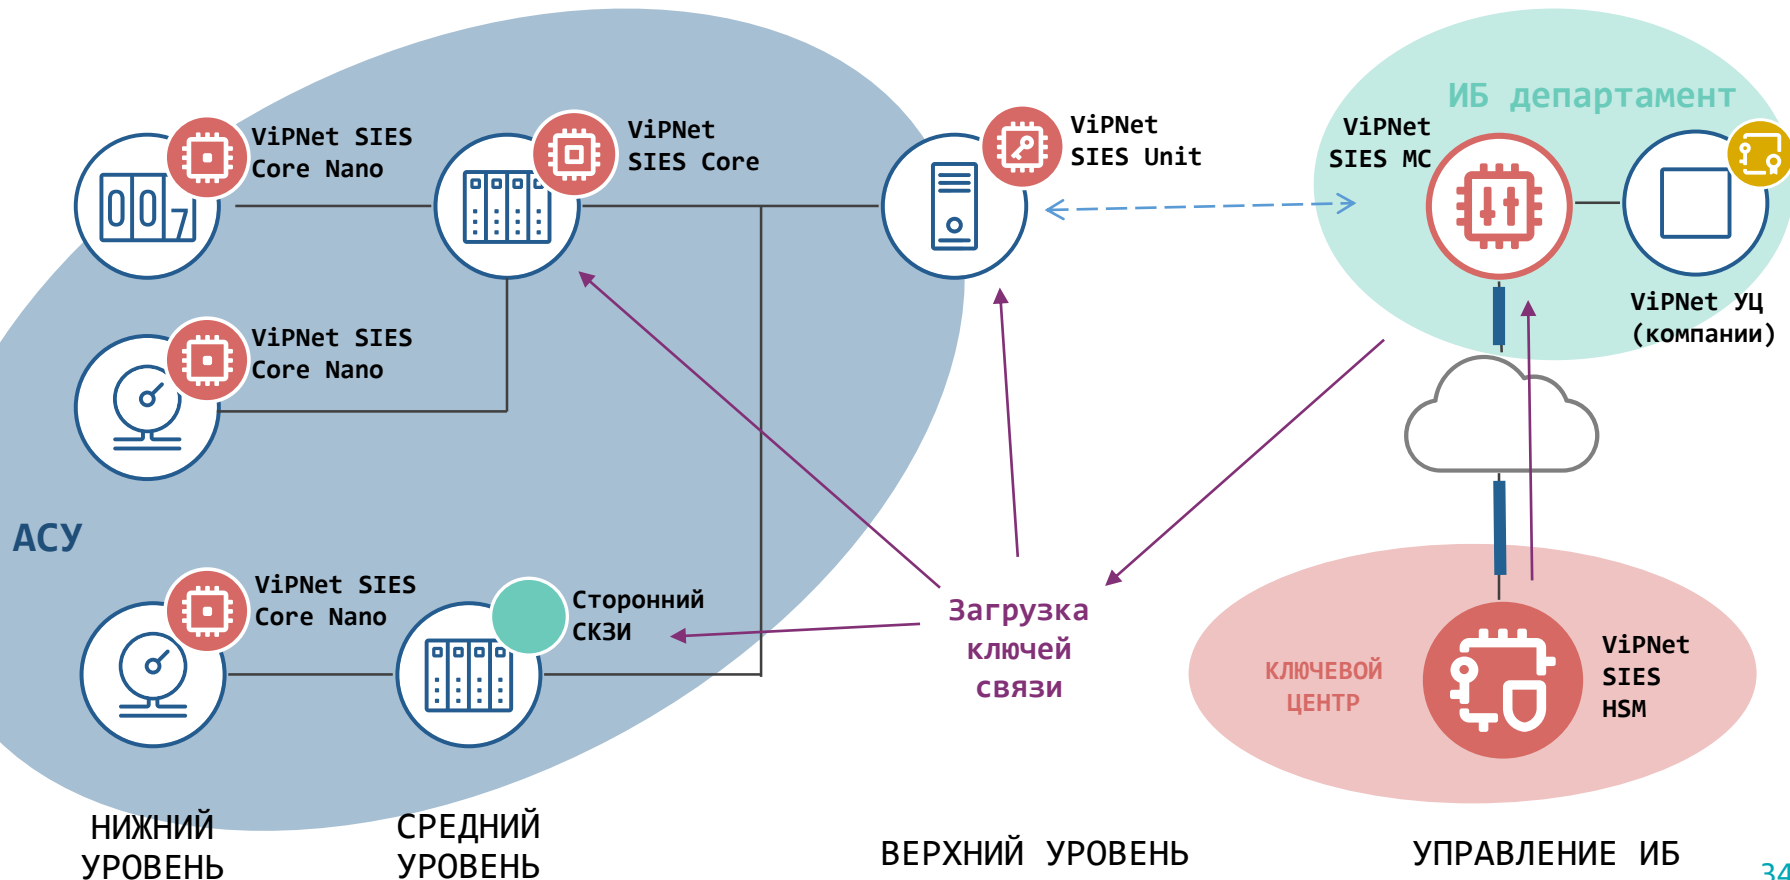 ИБ департамент
ViPNet SIES
Core Nano
ViPNet
SIES Core
ViPNet
SIES Unit
ViPNet
SIES MC
007
ViPNet УЦ
(компании)
ViPNet SIES
Core Nano
АСУ
ViPNet SIES
Core Nano
Сторонний
СКЗИ
Загрузка
ключей
связи
КЛЮЧЕВОЙ
ЦЕНТР
ViPNet
SIES
HSM
НИЖНИЙ
УРОВЕНЬ
СРЕДНИЙ
УРОВЕНЬ
ВЕРХНИЙ УРОВЕНЬ
УПРАВЛЕНИЕ ИБ
34